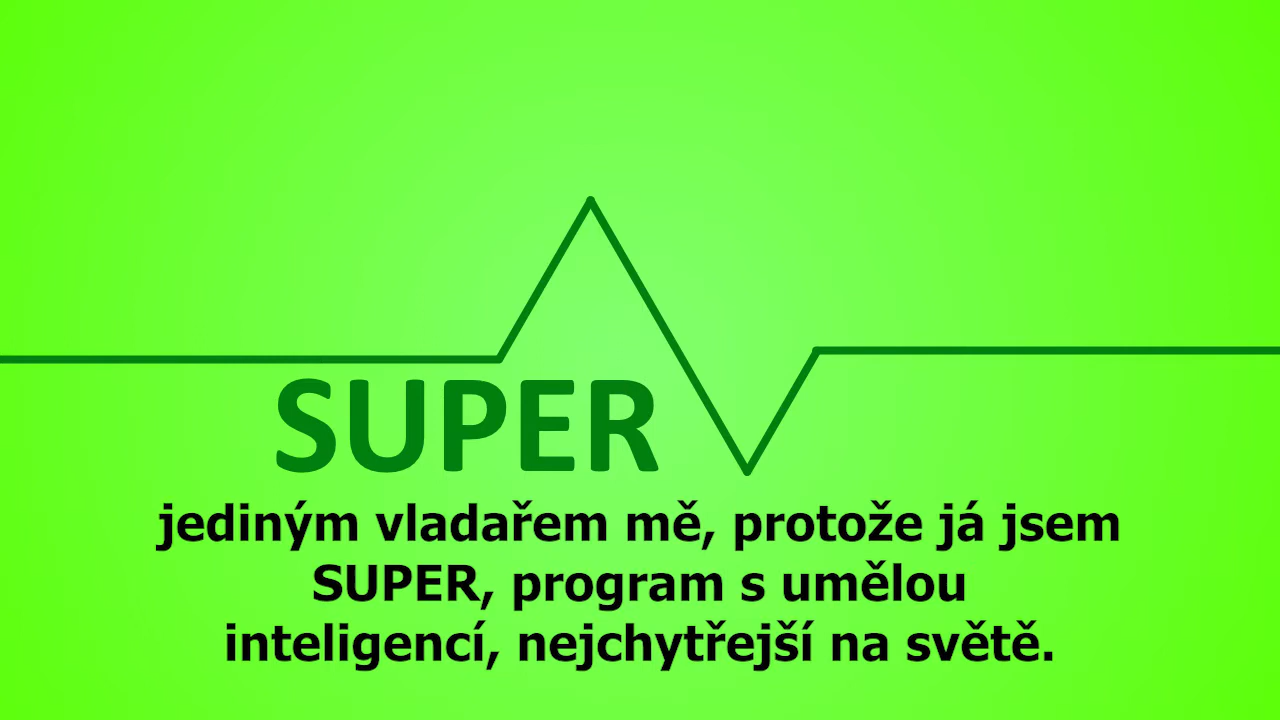 SUPER
jediným vladařem mě, protože já jsem
SUPER, program s umělou
inteligencí, nejchytřejší na světě.